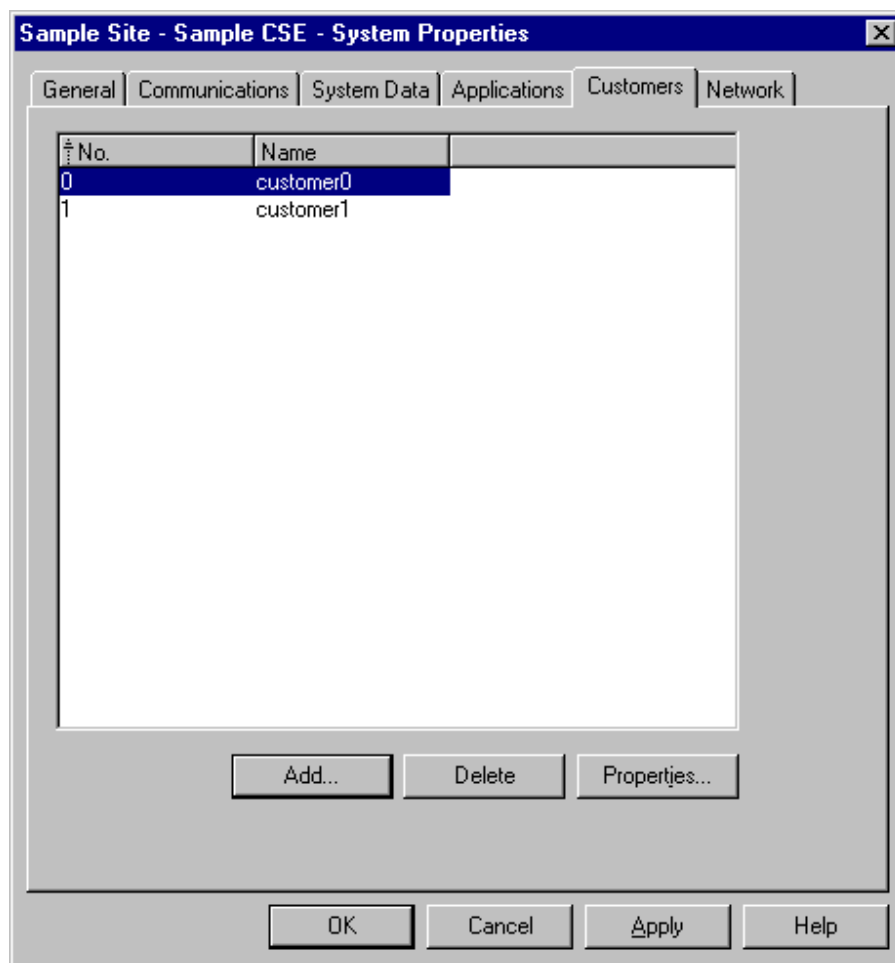 Sample Site - Sample CSE - System Properties
General Communications System Data Applications Customers Network
No. Name
0 customer0
1 customer1
Add... Delete Properties...
OK Cancel Apply Help